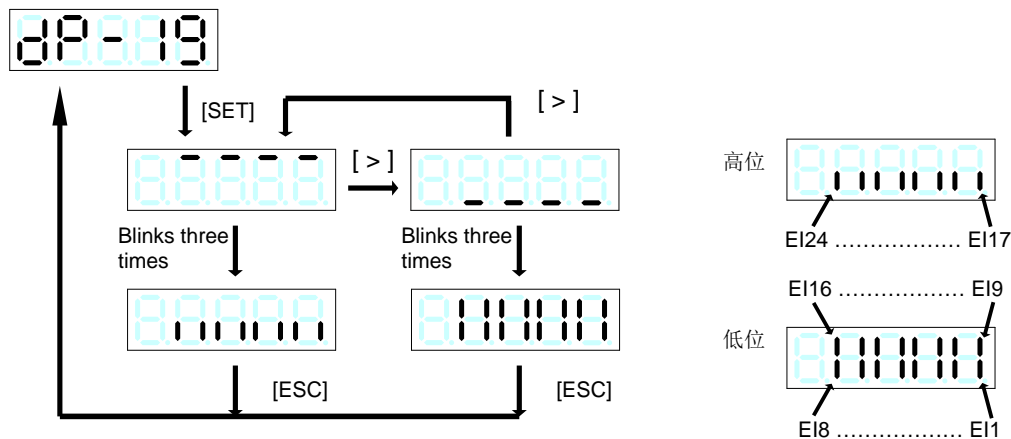 dP-19
[SET]
[ > ]
[ > ]
Blinks three
times
Blinks three
times
[ESC]
[ESC]
高位
EI24 ................... EI17
EI16 ................... EI9
低位
EI8 .................. EI1